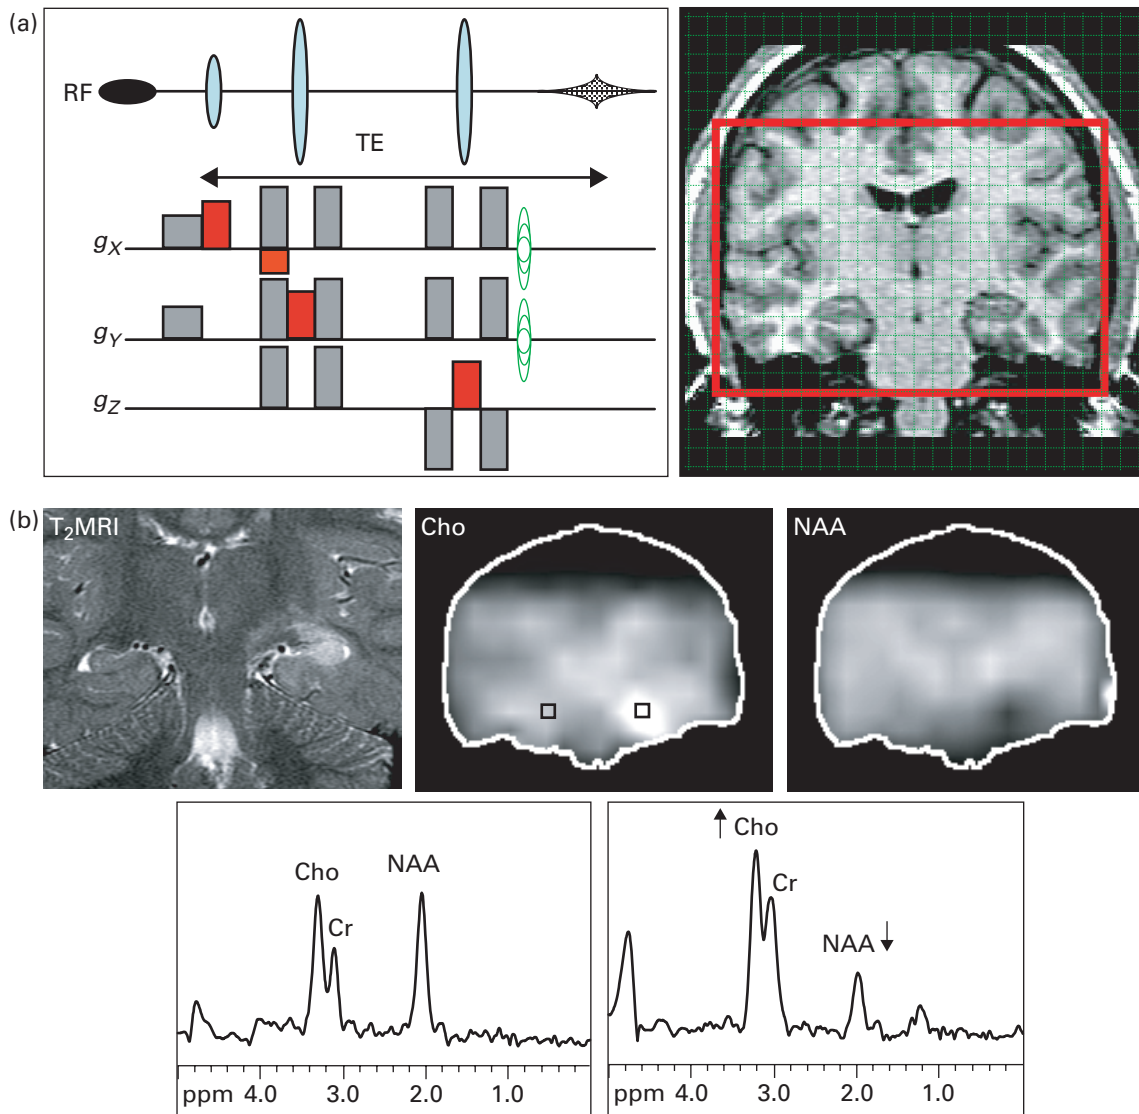 (a)
RF
TE
gX
gY
gZ
(b)
T2MRI
Cho
NAA
Cho
Cr
NAA
ppm 4.0 3.0 2.0 1.0
↑ Cho
Cr
NAA ↓
ppm 4.0 3.0 2.0 1.0